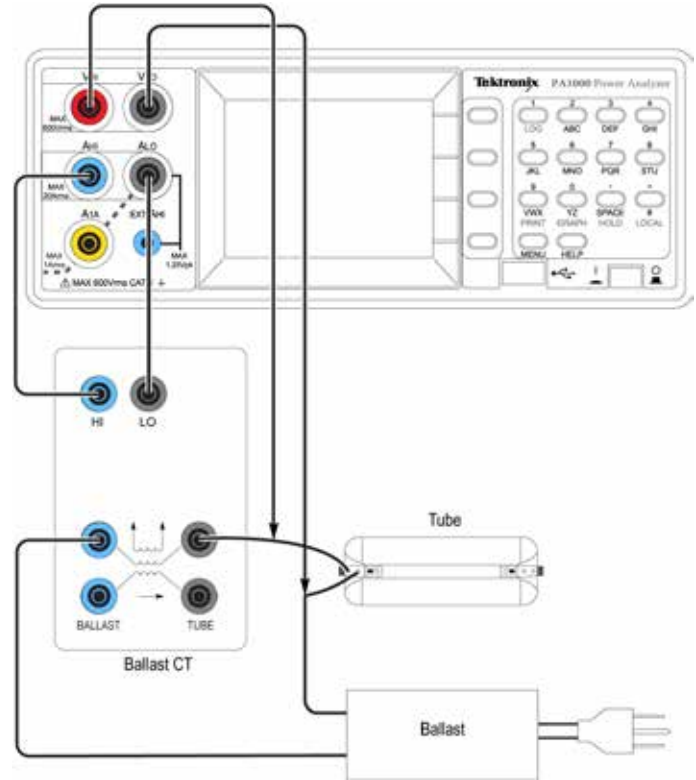 Tektronix PA1000 Power Analyzer
VHI VLO
MAX
600Vrms
AHI ALO
MAX
20Arms
A1A EXT AHI
MAX
1Arms
MAX
1.25Vpk
MAX 600Vrms CAT
1 2 3 4
LOG ABC DEF GHI
5 6 7 8
JKL MNO PQR STU
9 0 - #
VWX YZ SPACE
PRINT GRAPH HOLD LOCAL
MENU HELP
HI LO
BALLAST TUBE
Ballast CT
Tube
Ballast